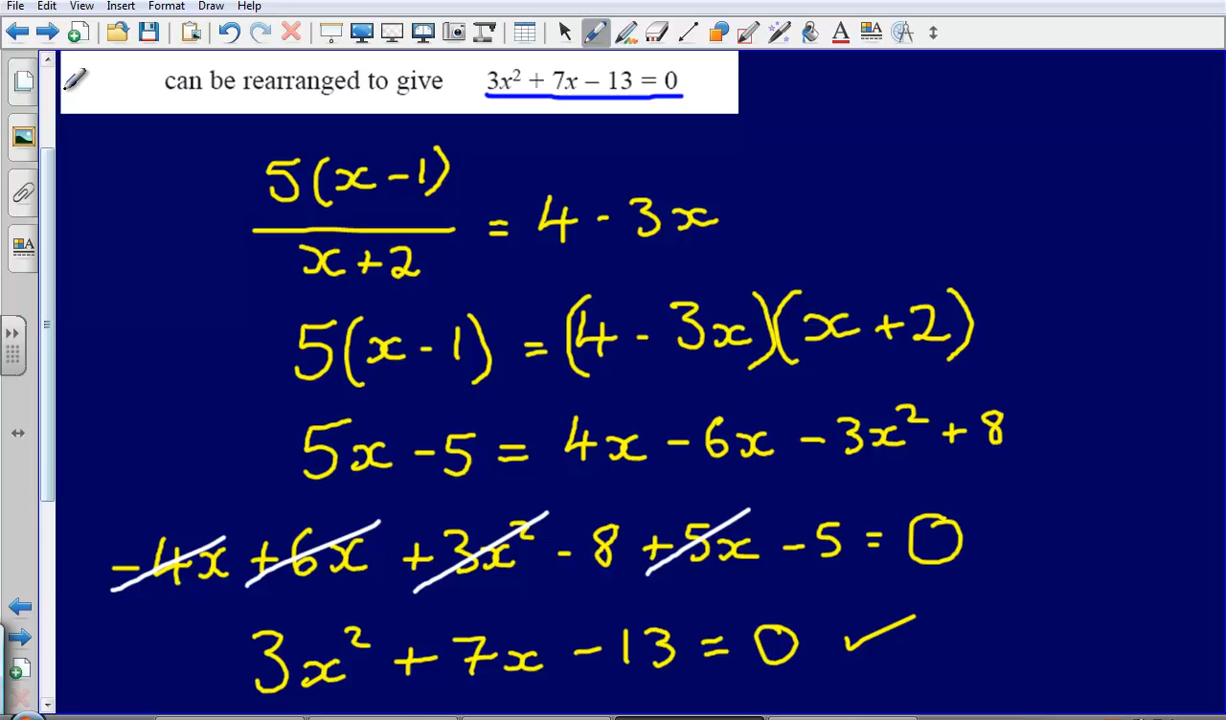 File Edit View Insert Format Draw Help
can be rearranged to give 3x² + 7x – 13 = 0
5(x - 1)
x + 2
= 4 - 3x
5(x - 1) = (4 - 3x)(x + 2)
5x - 5 = 4x - 6x - 3x² + 8
- 4x + 6x + 3x² - 8 + 5x - 5 = 0
3x² + 7x - 13 = 0 ✓